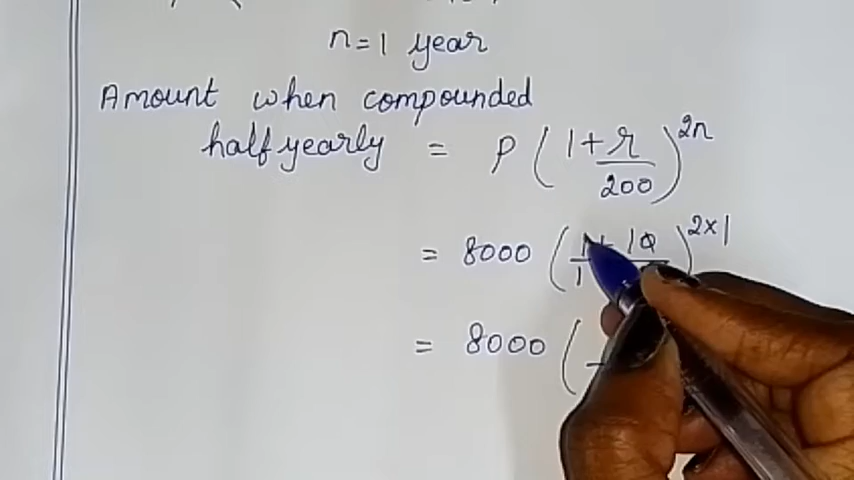 n=1 year
Amount when compounded
half yearly = P(1+r/200)^2n
= 8000 (1/1 + 10
)^2×1
= 8000 (